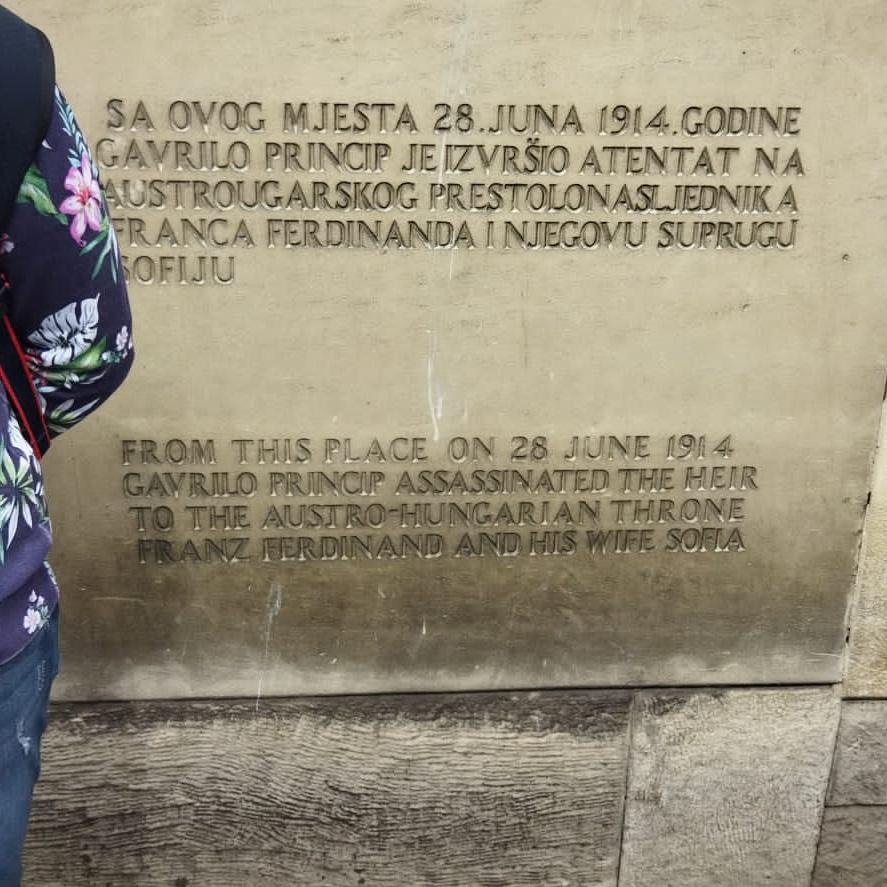 SA OVOG MJESTA 28.JUNA 1914.GODINE
GAVRILO PRINCIP JE IZVRŠIO ATENTAT NA
AUSTROUGARSKOG PRESTOLONASLJEDNIKA
FRANCA FERDINANDA I NJEGOVU SUPRUGU
SOFIJU
FROM THIS PLACE ON 28 JUNE 1914
GAVRILO PRINCIP ASSASSINATED THE HEIR
TO THE AUSTRO-HUNGARIAN THRONE
FRANZ FERDINAND AND HIS WIFE SOFIA